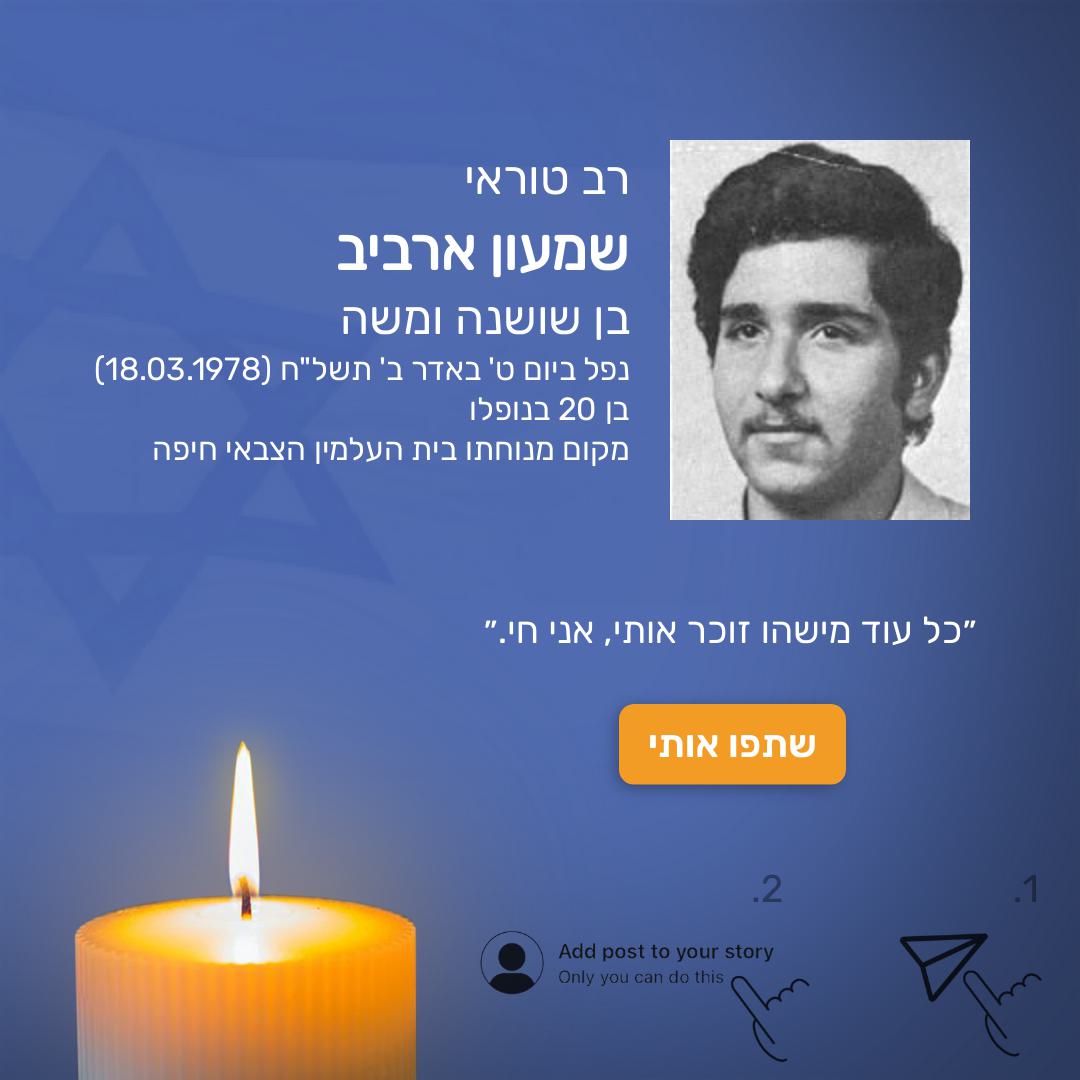 רב טוראי
שמעון ארביב
בן שושנה ומשה
נפל ביום ט' באדר ב' תשל"ח (18.03.1978)
בן 20 בנופלו
מקום מנוחתו בית העלמין הצבאי חיפה
״כל עוד מישהו זוכר אותי, אני חי.״
שתפו אותי
1.
2.
Add post to your story
Only you can do this